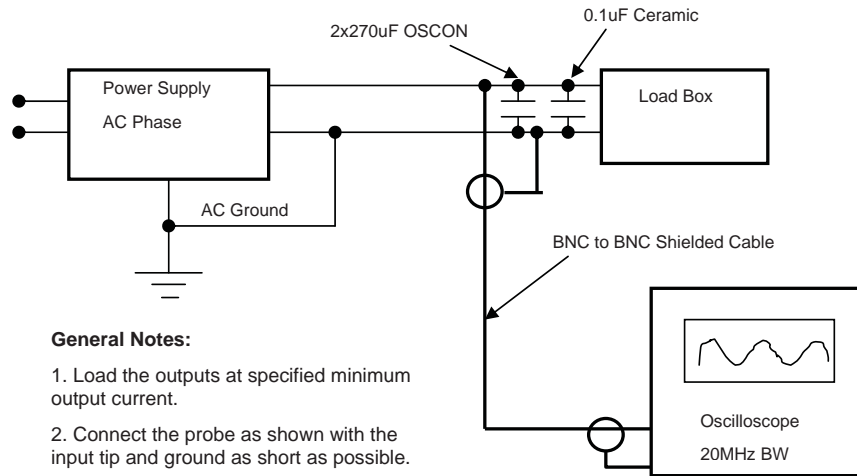 2x270uF OSCON
0.1uF Ceramic
Power Supply
AC Phase
Load Box
AC Ground
BNC to BNC Shielded Cable
General Notes:
1. Load the outputs at specified minimum
output current.
2. Connect the probe as shown with the
input tip and ground as short as possible.
Oscilloscope
20MHz BW